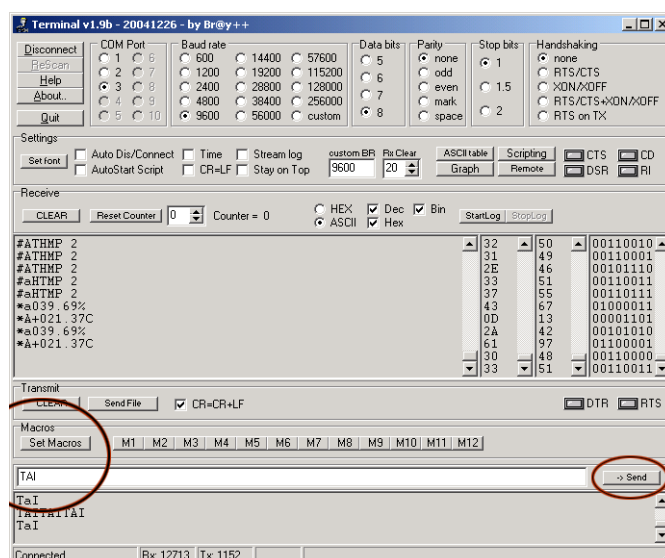 Terminal v1.9b - 20041226 - by Br@y++
Disconnect
ReScan
Help
About..
Quit
COM Port
1 6
2 7
3 8
4 9
5 10
Baud rate
600 14400 57600
1200 19200 115200
2400 28800 128000
4800 38400 256000
9600 56000 custom
Data bits
5
6
7
8
Parity
none
odd
even
mark
space
Stop bits
1
1.5
2
Handshaking
none
RTS/CTS
XON/XOFF
RTS/CTS+XON/XOFF
RTS on TX
Settings
Set font
Auto Dis/Connect Time Stream log
AutoStart Script CR=LF Stay on Top
custom BR Rx Clear
9600 20
ASCII table Scripting
Graph Remote
CTS CD
DSR RI
Receive
CLEAR Reset Counter 0 Counter = 0
HEX Dec Bin
ASCII Hex
StartLog StopLog
#ATHMP 2
#ATHMP 2
#ATHMP 2
#aHTMP 2
#aHTMP 2
*a039.69%
*A+021.37C
*a039.69%
*A+021.37C
32 50 00110010
31 49 00110001
2E 46 00101110
33 51 00110011
37 55 00110111
43 67 01000011
0D 13 00001101
2A 42 00101010
61 97 01100001
30 48 00110000
33 51 00110011
Transmit
CLEAR Send File CR=CR+LF DTR RTS
Macros
Set Macros M1 M2 M3 M4 M5 M6 M7 M8 M9 M10 M11 M12
TAI -> Send
TaI
TAITAITAI
TaI
Connected Rx: 12713 Tx: 1152